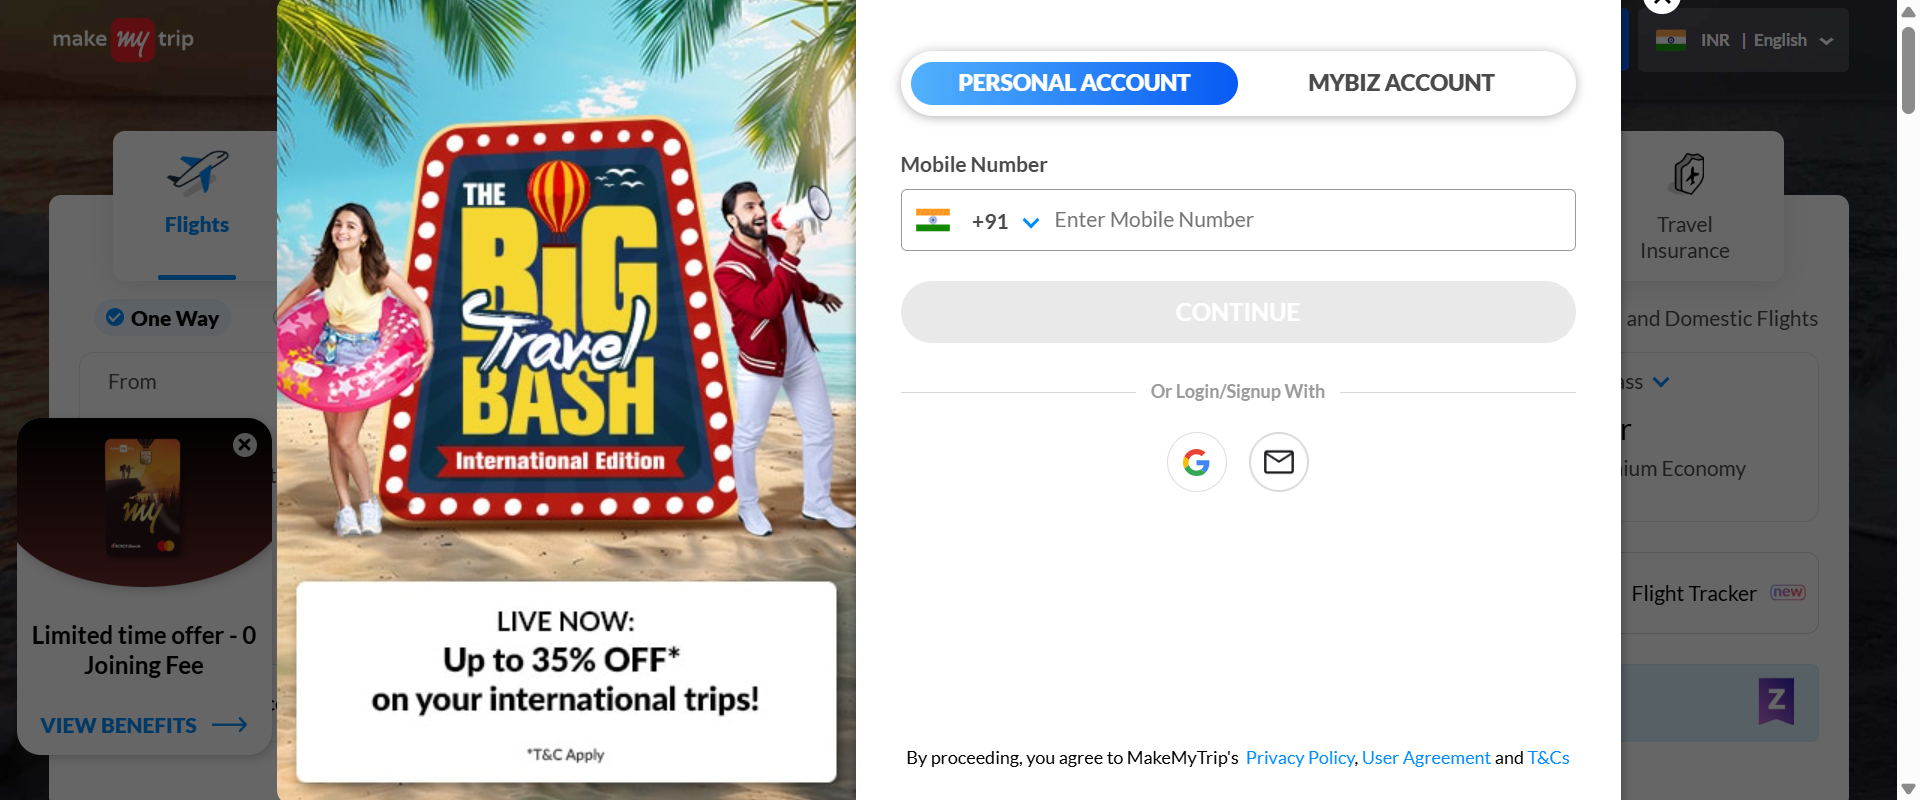 make my trip
INR | English
PERSONAL ACCOUNT
MYBIZ ACCOUNT
Mobile Number
+91
Enter Mobile Number
CONTINUE
Or Login/Signup With
By proceeding, you agree to MakeMyTrip's Privacy Policy, User Agreement and T&Cs
THE
BiG
Travel
BASH
International Edition
LIVE NOW:
Up to 35% OFF*
on your international trips!
*T&C Apply
Flights
One Way
From
my
Limited time offer - 0
Joining Fee
VIEW BENEFITS
Travel
Insurance
and Domestic Flights
Economy
Flight Tracker
new
Z